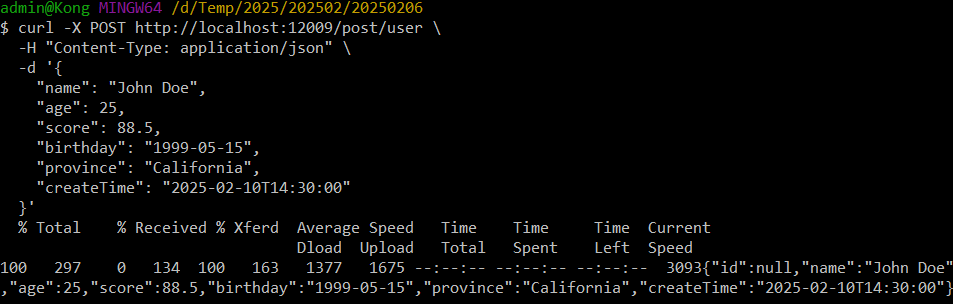 admin@Kong MINGW64 /d/Temp/2025/202502/20250206
$ curl -X POST http://localhost:12009/post/user \
  -H "Content-Type: application/json" \
  -d '{
    "name": "John Doe",
    "age": 25,
    "score": 88.5,
    "birthday": "1999-05-15",
    "province": "California",
    "createTime": "2025-02-10T14:30:00"
  }'
  % Total    % Received % Xferd  Average Speed   Time    Time     Time  Current
                                 Dload  Upload   Total   Spent    Left  Speed
100   297    0   134  100   163   1377   1675 --:--:-- --:--:-- --:--:--  3093{"id":null,"name":"John Doe"
,"age":25,"score":88.5,"birthday":"1999-05-15","province":"California","createTime":"2025-02-10T14:30:00"}